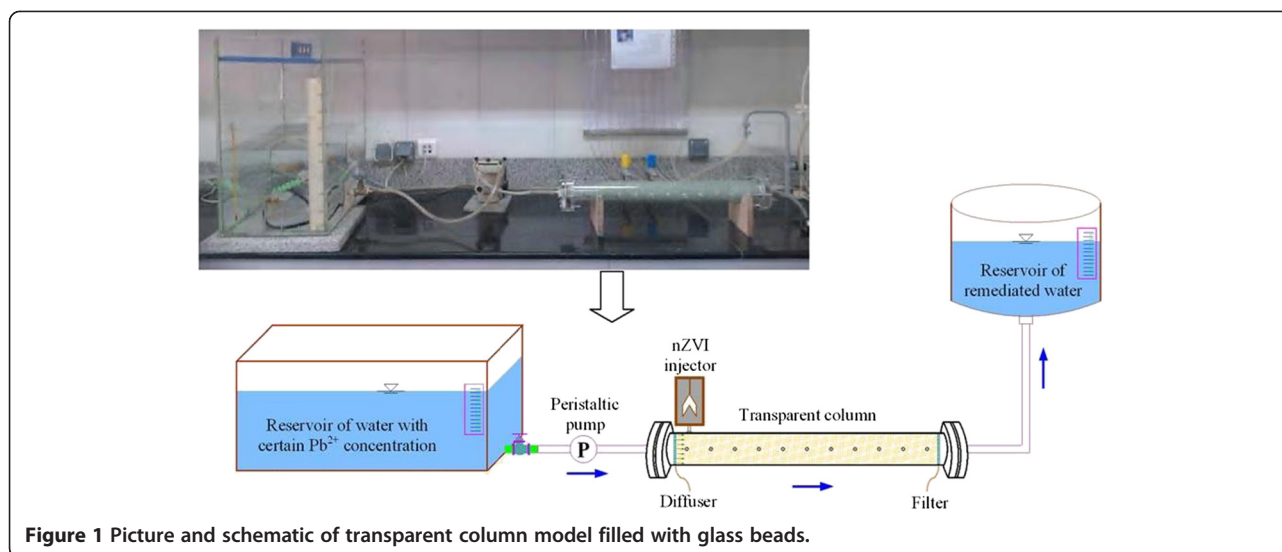 nZVI
injector
Reservoir of
remediated water
Reservoir of water with
certain Pb²⁺ concentration
Peristaltic
pump
P
Transparent column
Diffuser
Filter
Figure 1 Picture and schematic of transparent column model filled with glass beads.